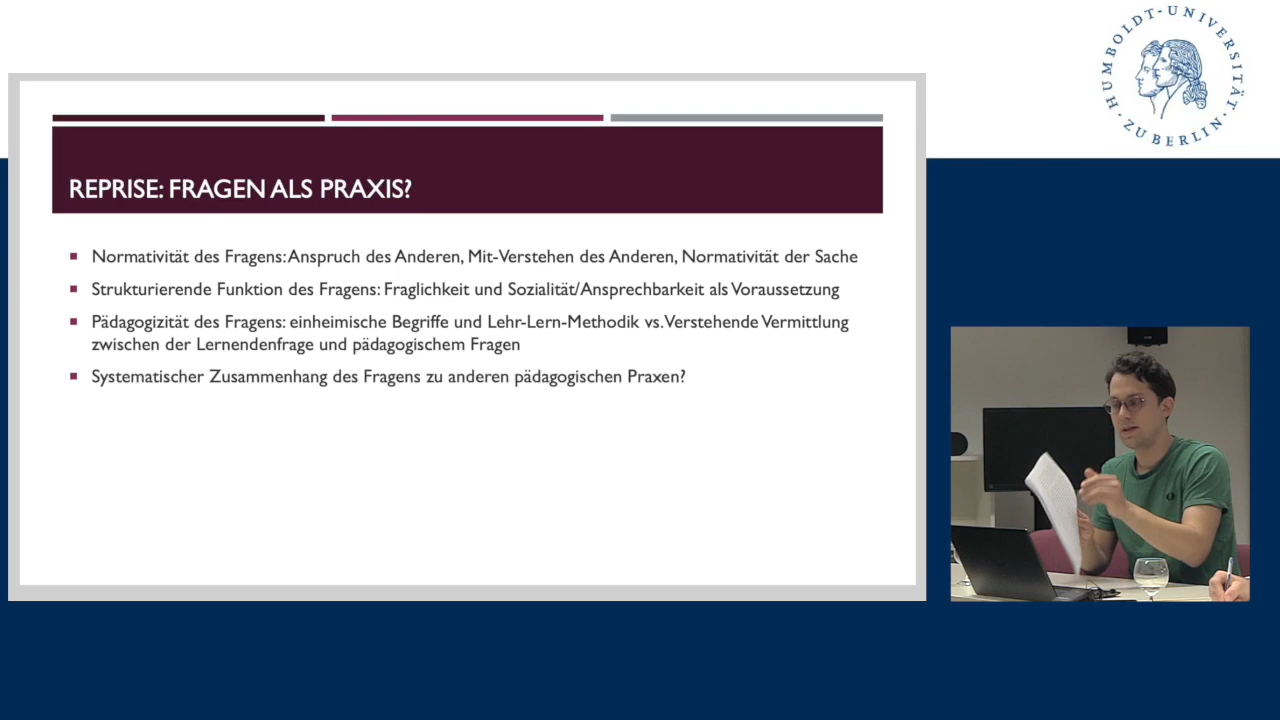 HUMBOLDT-UNIVERSITÄT
· ZU BERLIN ·
REPRISE: FRAGEN ALS PRAXIS?
Normativität des Fragens: Anspruch des Anderen, Mit-Verstehen des Anderen, Normativität der Sache
Strukturierende Funktion des Fragens: Fraglichkeit und Sozialität/Ansprechbarkeit als Voraussetzung
Pädagogizität des Fragens: einheimische Begriffe und Lehr-Lern-Methodik vs. Verstehende Vermittlung
zwischen der Lernendenfrage und pädagogischem Fragen
Systematischer Zusammenhang des Fragens zu anderen pädagogischen Praxen?